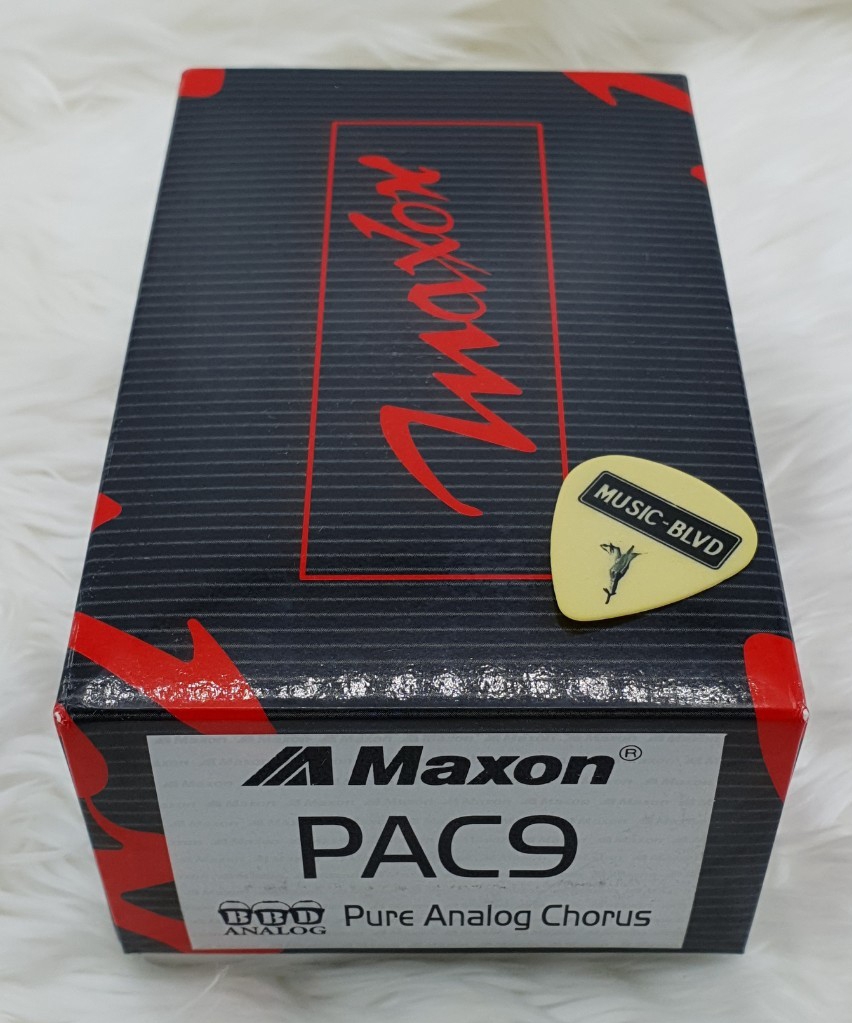 Maxon
MUSIC-BLVD
Maxon®
PAC9
BBD
ANALOG
Pure Analog Chorus